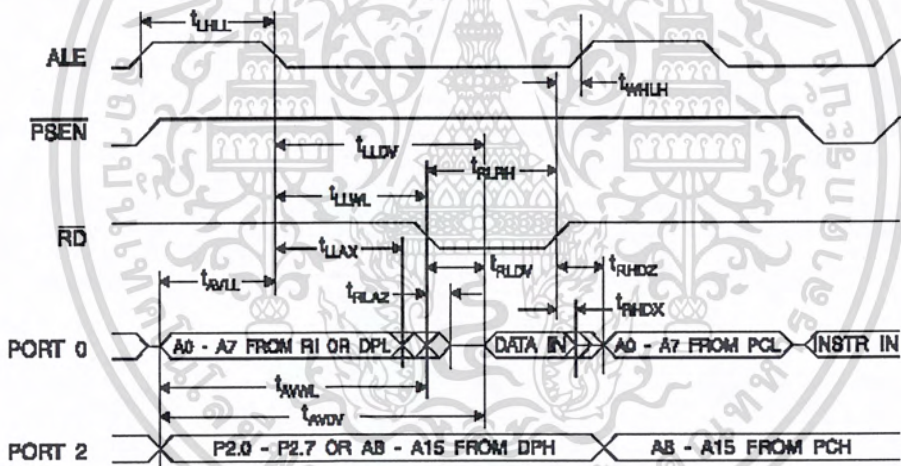 tLHLL
ALE
tWHLH
PSEN
tLLDV
tRLRH
tLLWL
RD
tLLAX
tRLDV
tRHDZ
tAVLL
tRLAZ
tRHDX
PORT 0
A0 - A7 FROM RI OR DPL
DATA IN
A0 - A7 FROM PCL
INSTR IN
tAVWL
tAVDV
PORT 2
P2.0 - P2.7 OR A8 - A15 FROM DPH
A8 - A15 FROM PCH